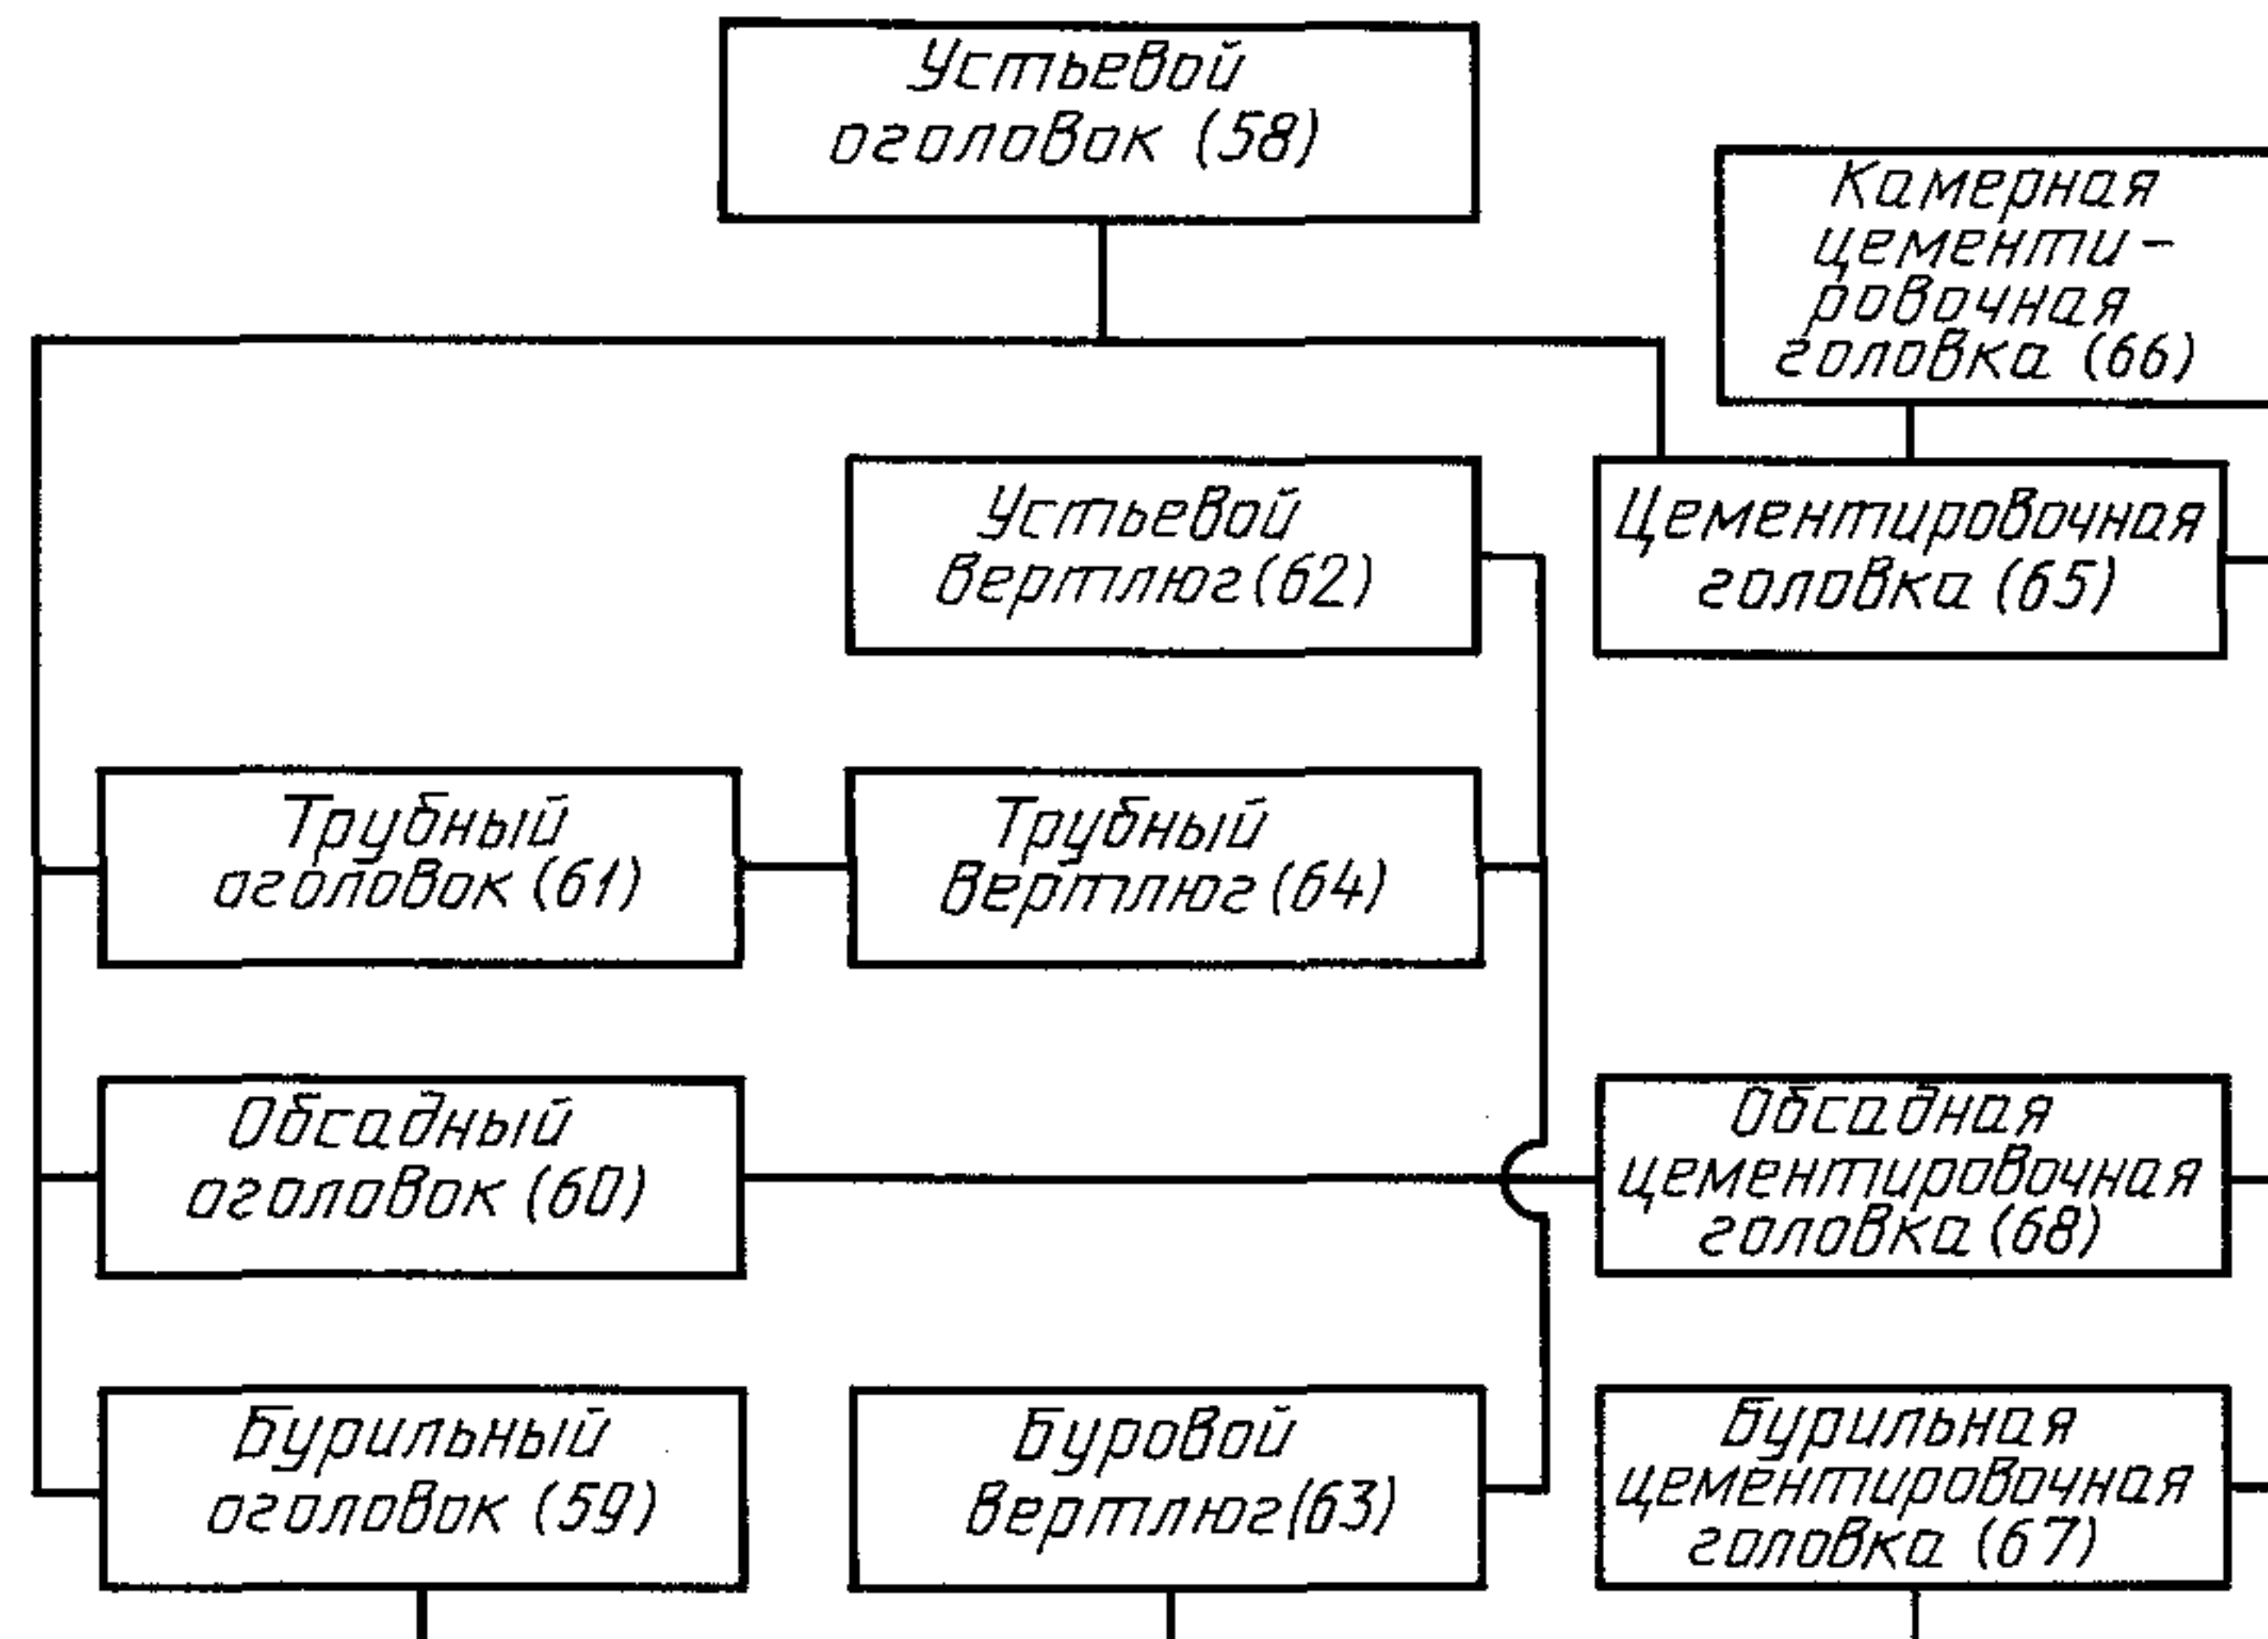 Устьевой
оголовок (58)
Камерная
цементи-
ровочная
головка (66)
Устьевой
вертлюг (62)
Цементировочная
головка (65)
Трубный
оголовок (61)
Трубный
вертлюг (64)
Обсадный
оголовок (60)
Обсадная
цементировочная
головка (68)
Бурильный
оголовок (59)
Буровой
вертлюг (63)
Бурильная
цементировочная
головка (67)